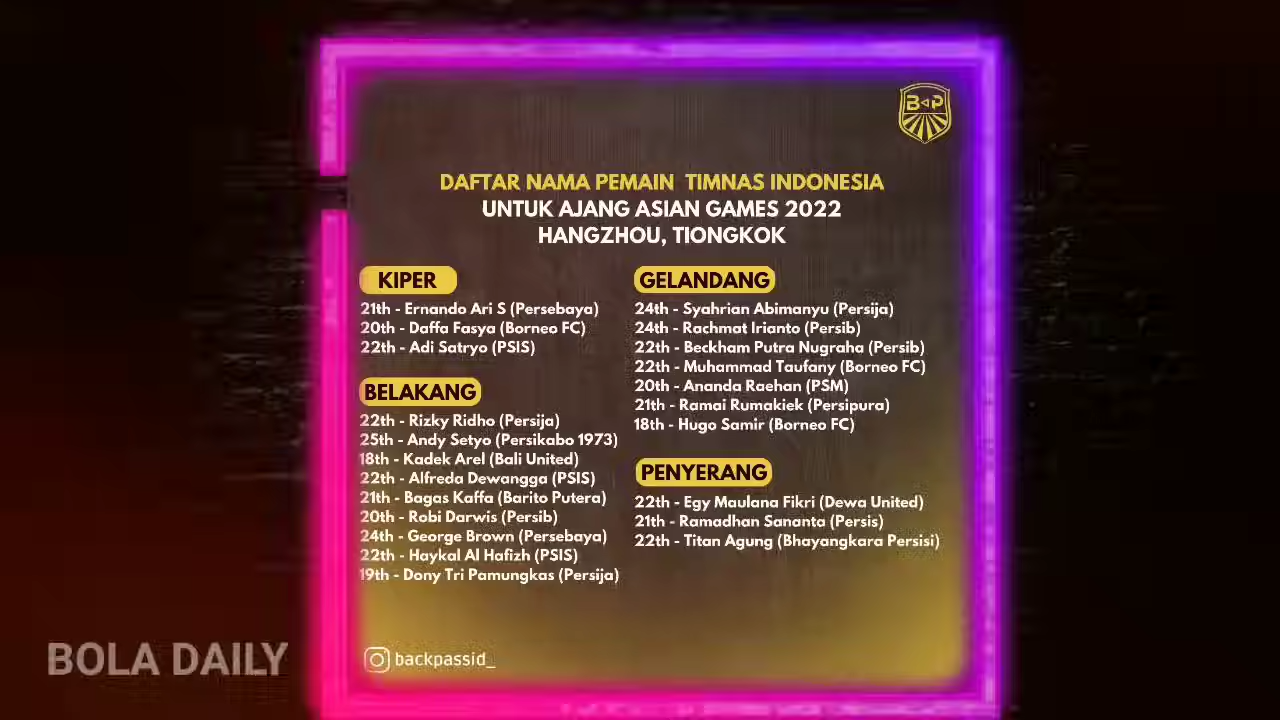 B P
DAFTAR NAMA PEMAIN TIMNAS INDONESIA
UNTUK AJANG ASIAN GAMES 2022
HANGZHOU, TIONGKOK
KIPER
21th - Ernando Ari S (Persebaya)
20th - Daffa Fasya (Borneo FC)
22th - Adi Satryo (PSIS)
BELAKANG
22th - Rizky Ridho (Persija)
25th - Andy Setyo (Persikabo 1973)
18th - Kadek Arel (Bali United)
22th - Alfreda Dewangga (PSIS)
21th - Bagas Kaffa (Barito Putera)
20th - Robi Darwis (Persib)
24th - George Brown (Persebaya)
22th - Haykal Al Hafizh (PSIS)
19th - Dony Tri Pamungkas (Persija)
GELANDANG
24th - Syahrian Abimanyu (Persija)
24th - Rachmat Irianto (Persib)
22th - Beckham Putra Nugraha (Persib)
22th - Muhammad Taufany (Borneo FC)
20th - Ananda Raehan (PSM)
21th - Ramai Rumakiek (Persipura)
18th - Hugo Samir (Borneo FC)
PENYERANG
22th - Egy Maulana Fikri (Dewa United)
21th - Ramadhan Sananta (Persis)
22th - Titan Agung (Bhayangkara Persisi)
BOLA DAILY
backpassid_